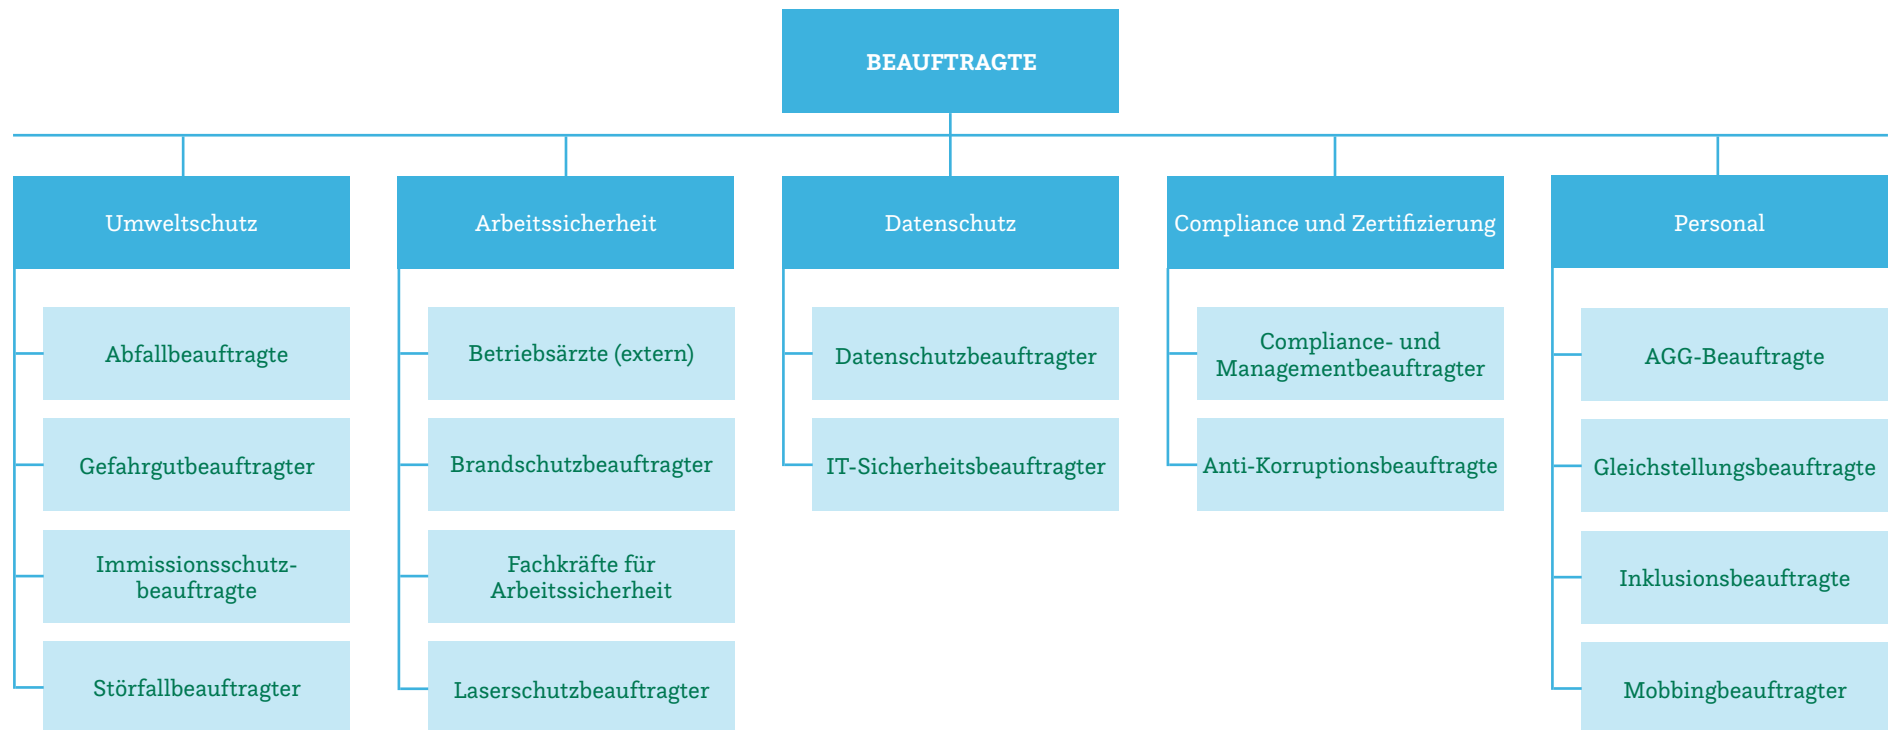 BEAUFTRAGTE
Umweltschutz
Abfallbeauftragte
Gefahrgutbeauftragter
Immissionsschutz-
beauftragte
Störfallbeauftragter
Arbeitssicherheit
Betriebsärzte (extern)
Brandschutzbeauftragter
Fachkräfte für
Arbeitssicherheit
Laserschutzbeauftragter
Datenschutz
Datenschutzbeauftragter
IT-Sicherheitsbeauftragter
Compliance und Zertifizierung
Compliance- und
Managementbeauftragter
Anti-Korruptionsbeauftragte
Personal
AGG-Beauftragte
Gleichstellungsbeauftragte
Inklusionsbeauftragte
Mobbingbeauftragter